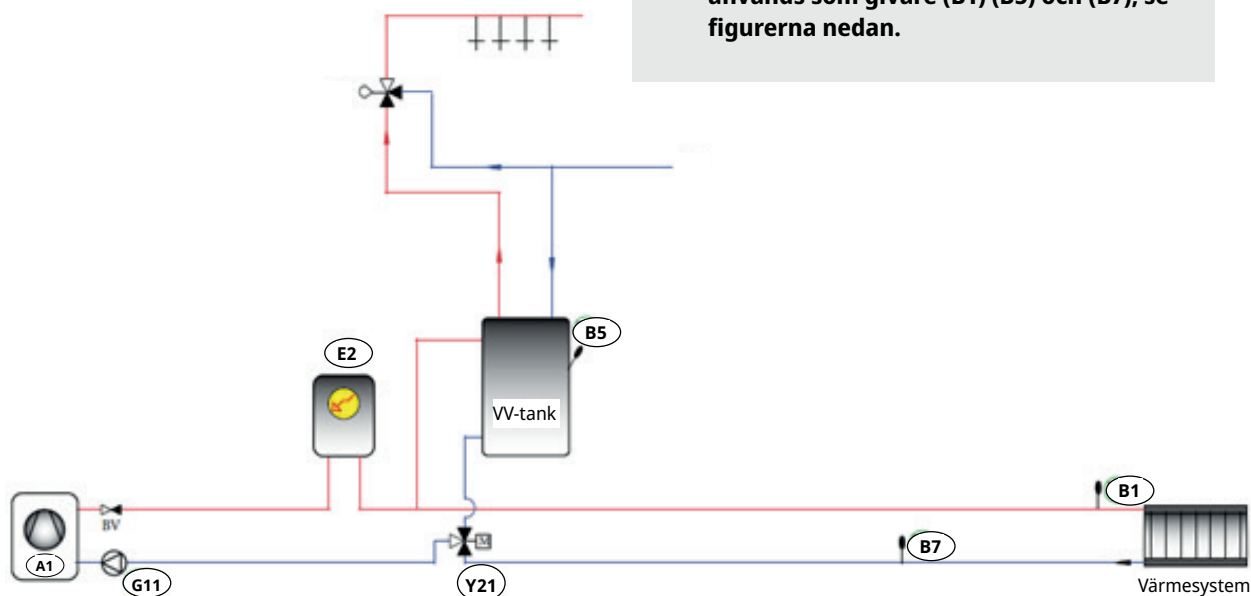 används som givare (B1) (B5) och (B7), se
figurerna nedan.
B5
E2
VV-tank
B1
BV
B7
A1
G11
Y21
Värmesystem